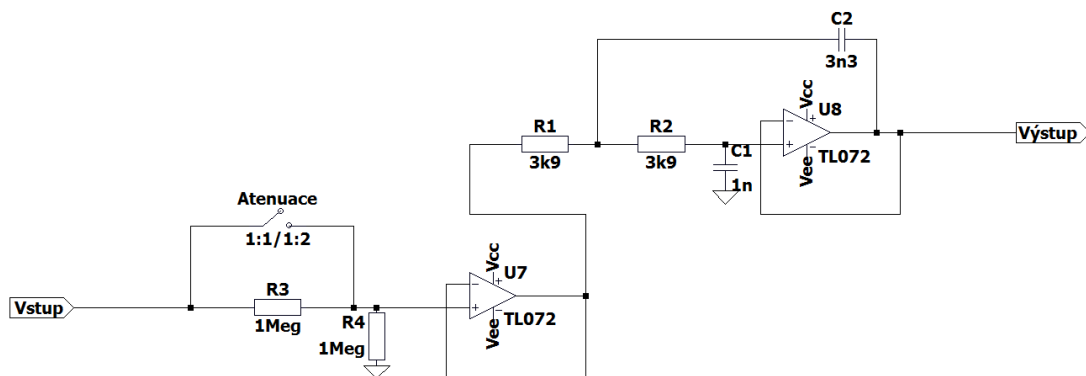 C2
3n3
Vcc
U8
R1
R2
C1
Výstup
3k9
3k9
Vee
TL072
1n
Atenuace
1:1/1:2
Vcc
U7
Vstup
R3
R4
1Meg
Vee
TL072
1Meg